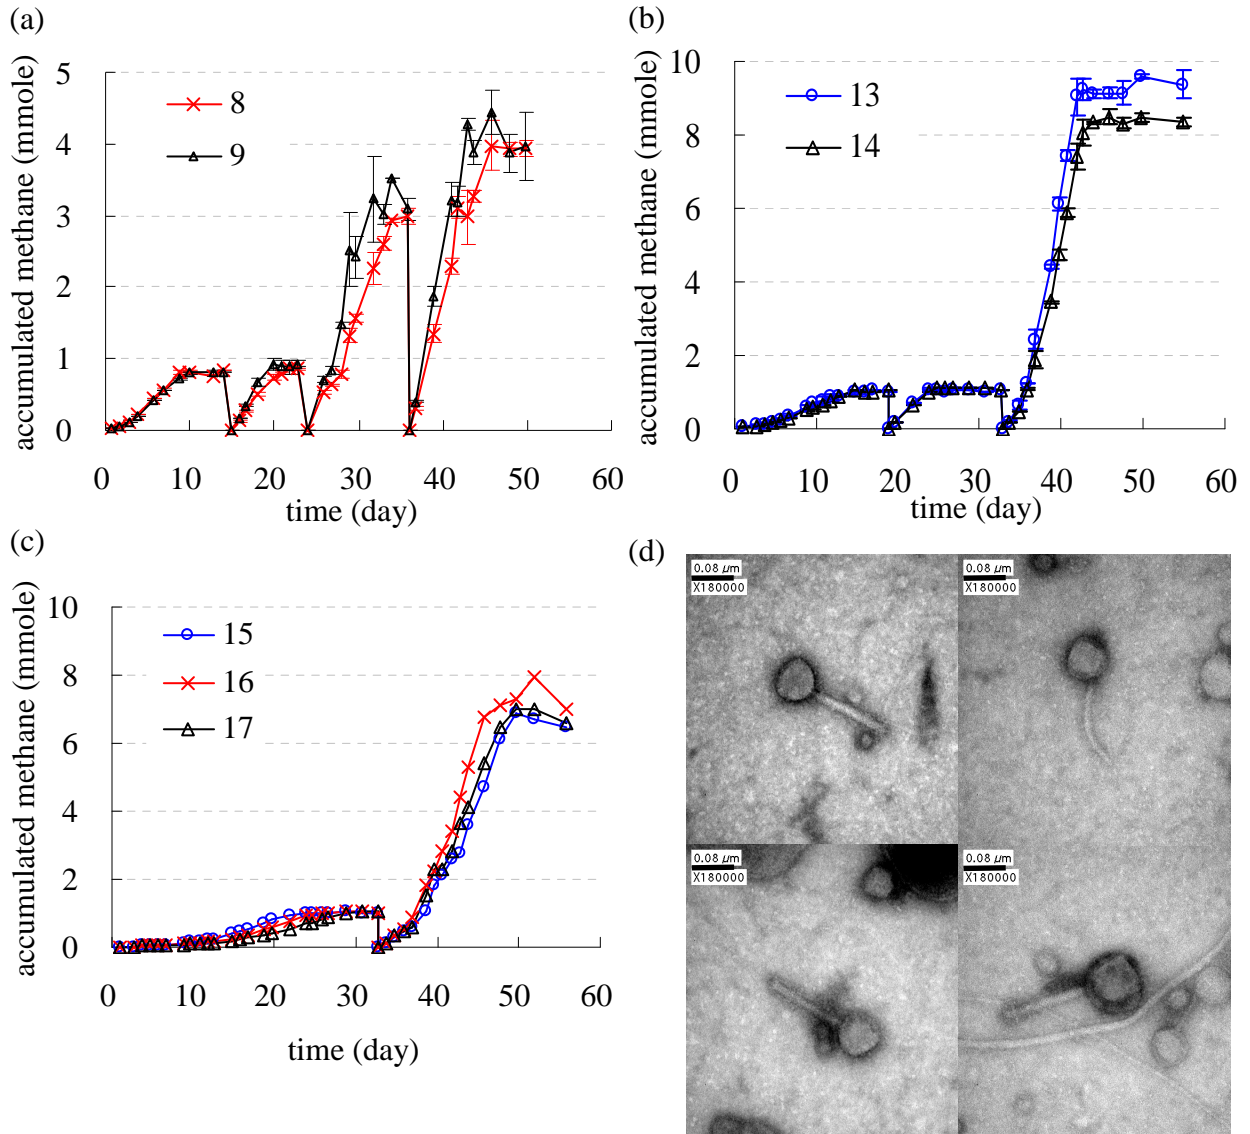 (a)
accumulated methane (mmole)
5
4
3
2
1
0
8
9
0 10 20 30 40 50 60
time (day)
(b)
accumulated methane (mmole)
10
8
6
4
2
0
13
14
0 10 20 30 40 50 60
time (day)
(c)
accumulated methane (mmole)
10
8
6
4
2
0
15
16
17
0 10 20 30 40 50 60
time (day)
(d)
0.08 μm
X180000
0.08 μm
X180000
0.08 μm
X180000
0.08 μm
X180000